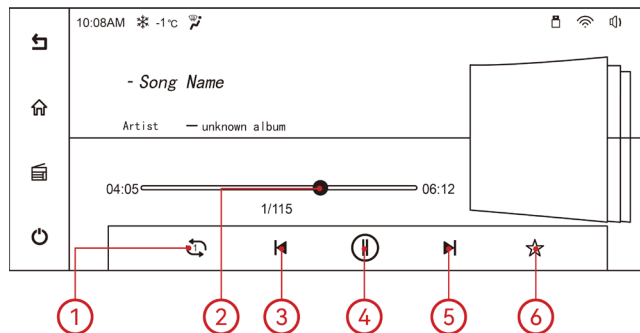 10:08AM -1℃
- Song Name
Artist — unknown album
04:05 06:12
1/115
1
1 2 3 4 5 6